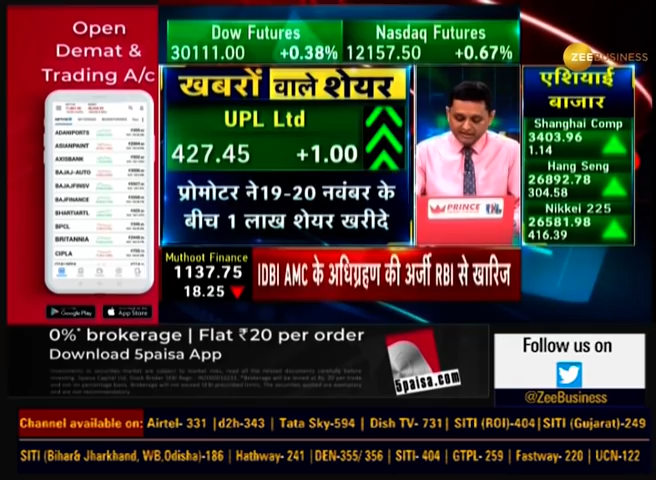 Open
Demat &
Trading A/c
ADANIPORTS
ASIANPAINT
AXISBANK
BAJAJ-AUTO
BAJAJFINSV
BAJFINANCE
BHARTIARTL
BPCL
BRITANNIA
CIPLA
Google Play
App Store
Dow Futures
30111.00 +0.38%
Nasdaq Futures
12157.50 +0.67%
ZEE BUSINESS
खबरों वाले शेयर
UPL Ltd
427.45 +1.00
प्रोमोटर ने 19-20 नवंबर के
बीच 1 लाख शेयर खरीदे
PRINCE
एशियाई
बाजार
Shanghai Comp
3403.96
1.14
Hang Seng
26892.78
304.58
Nikkei 225
26581.98
416.39
Muthoot Finance
1137.75
18.25
IDBI AMC के अधिग्रहण की अर्जी RBI से खारिज
0%* brokerage | Flat ₹20 per order
Download 5paisa App
5paisa.com
Follow us on
@ZeeBusiness
Channel available on: Airtel- 331 |d2h-343 | Tata Sky-594 | Dish TV- 731| SITI (ROI)-404|SITI (Gujarat)-249
SITI (Bihar& Jharkhand, WB,Odisha)-186 | Hathway- 241 |DEN-355/ 356 | SITI- 404 | GTPL- 259 | Fastway- 220 | UCN-122